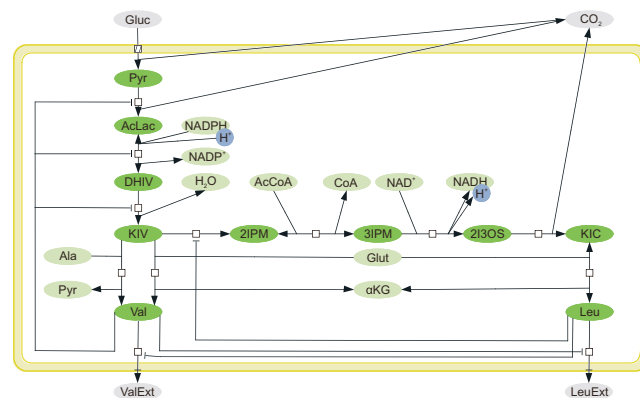 Gluc
CO₂
Pyr
AcLac
NADPH
H⁺
NADP⁺
DHIV
H₂O
AcCoA
CoA
NAD⁺
NADH
H⁺
KIV
2IPM
3IPM
2I3OS
KIC
Ala
Glut
Pyr
αKG
Val
Leu
ValExt
LeuExt